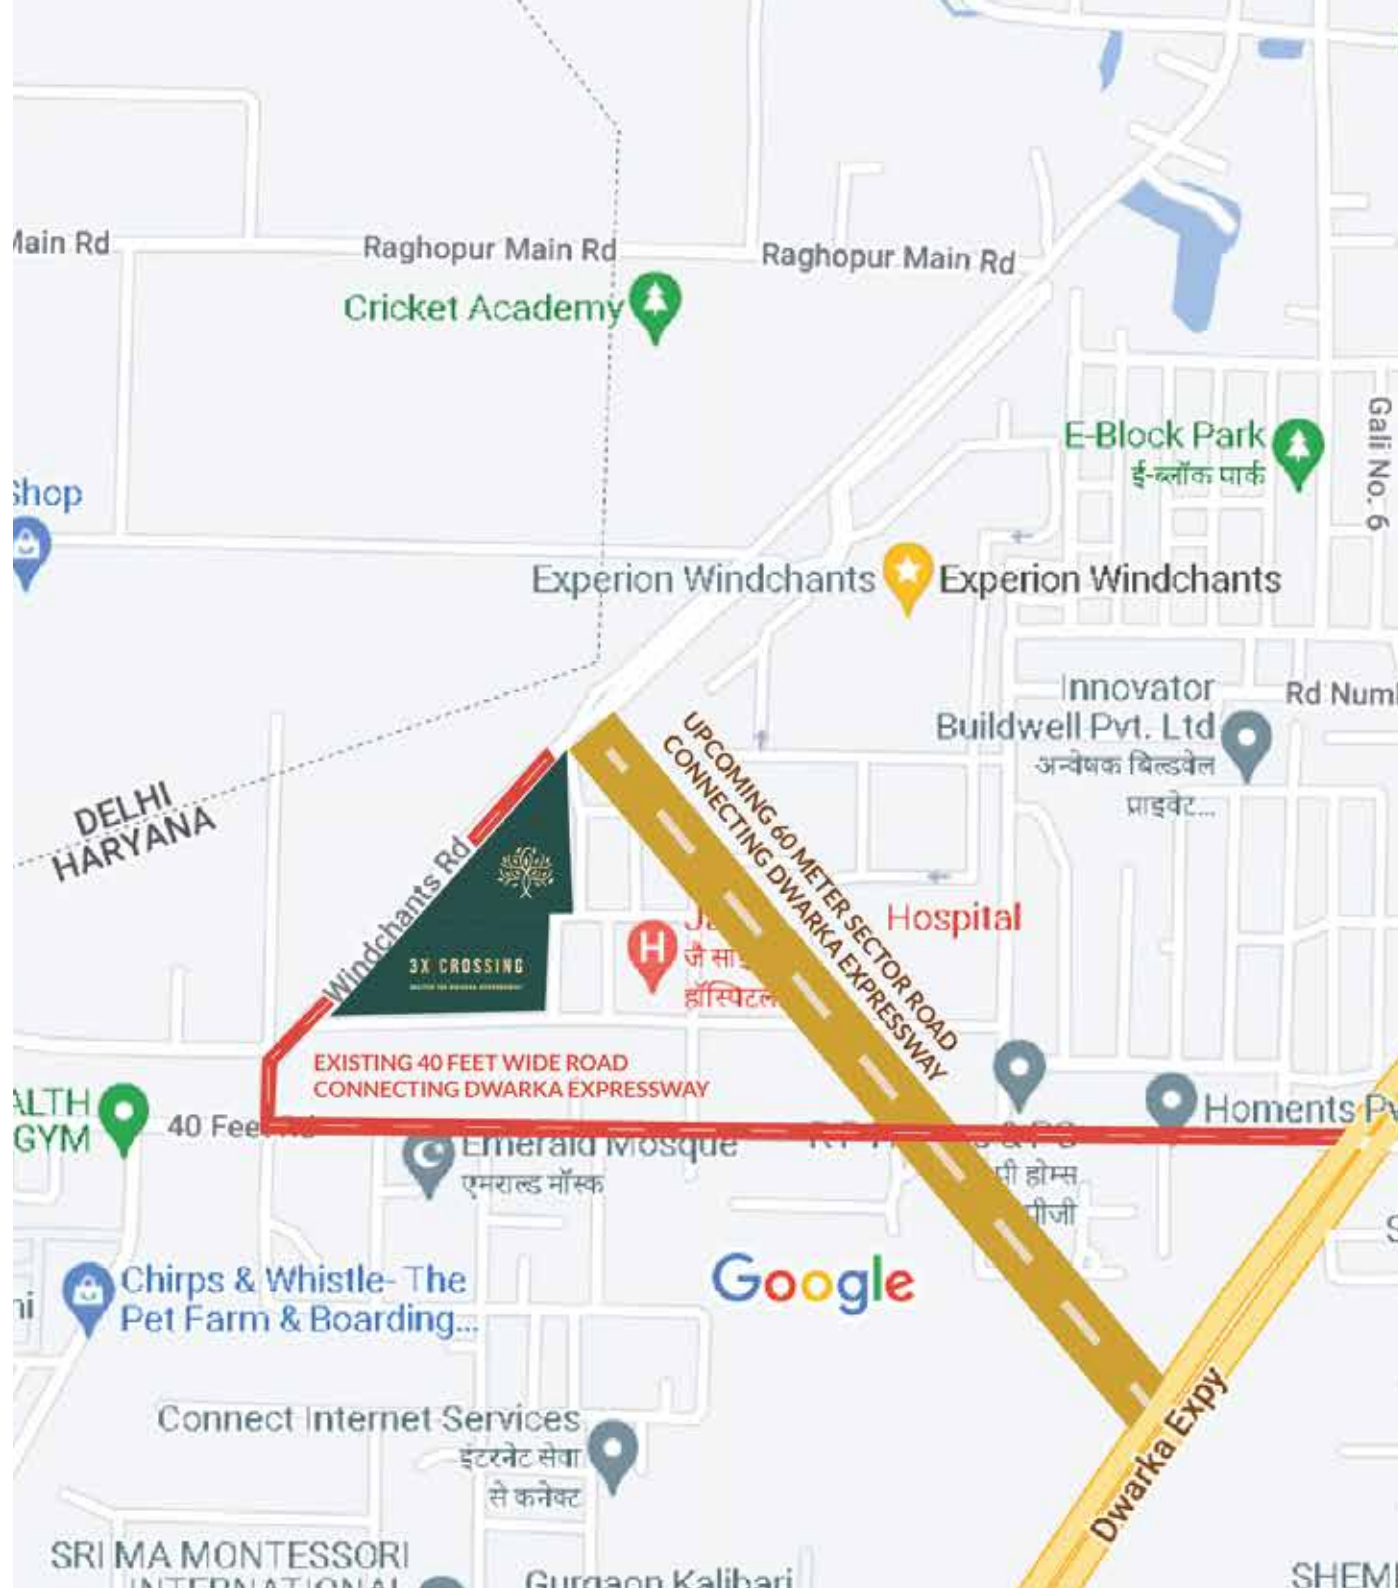 Main Rd
Raghopur Main Rd
Raghopur Main Rd
Cricket Academy
E-Block Park
ई-ब्लॉक पार्क
Gali No. 6
Shop
Experion Windchants
Experion Windchants
Innovator
Buildwell Pvt. Ltd
अन्वेषक बिल्डवेल
प्राइवेट...
Rd Num
DELHI
HARYANA
UPCOMING 60 METER SECTOR ROAD
CONNECTING DWARKA EXPRESSWAY
Windchants Rd
3X CROSSING
Hospital
जै सा
हॉस्पिटल
EXISTING 40 FEET WIDE ROAD
CONNECTING DWARKA EXPRESSWAY
ALTH
GYM
40 Feet Rd
Homents
Emerald Mosque
एमराल्ड मॉस्क
पी होम्स
पीजी
Google
Chirps & Whistle- The
Pet Farm & Boarding...
Dwarka Expy
Connect Internet Services
इंटरनेट सेवा
से कनेक्ट
SRI MA MONTESSORI
INTERNATIONAL
Gurgaon Kalibari
SHEM